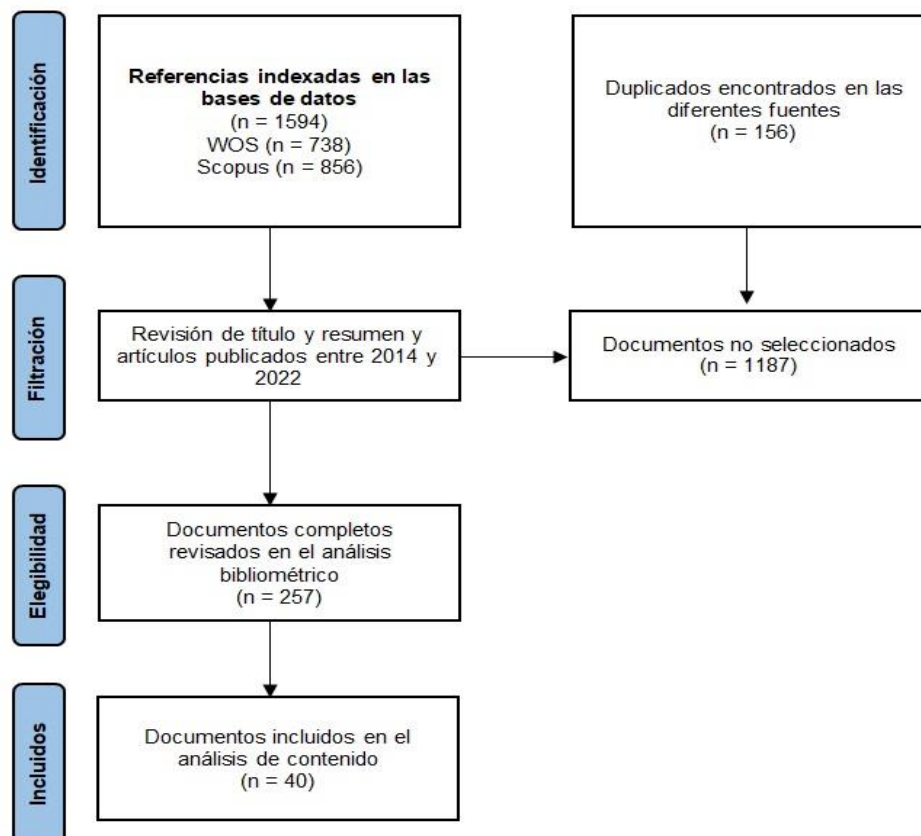 Identificación
Referencias indexadas en las
bases de datos
(n = 1594)
WOS (n = 738)
Scopus (n = 856)
Duplicados encontrados en las
diferentes fuentes
(n = 156)
Filtración
Revisión de título y resumen y
artículos publicados entre 2014 y
2022
Documentos no seleccionados
(n = 1187)
Elegibilidad
Documentos completos
revisados en el análisis
bibliométrico
(n = 257)
Incluidos
Documentos incluidos en el
análisis de contenido
(n = 40)